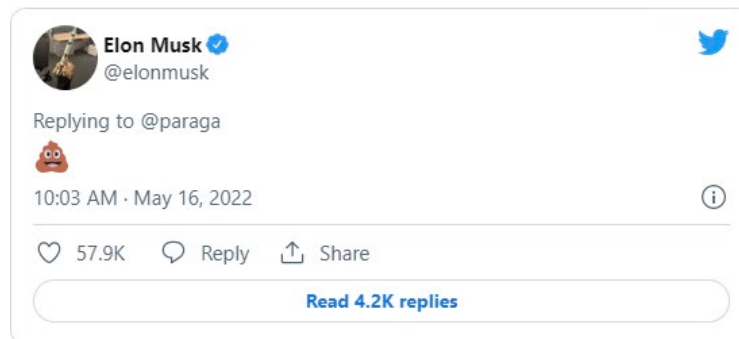 Elon Musk
@elonmusk
Replying to @paraga
💩
10:03 AM · May 16, 2022
57.9K Reply Share
Read 4.2K replies